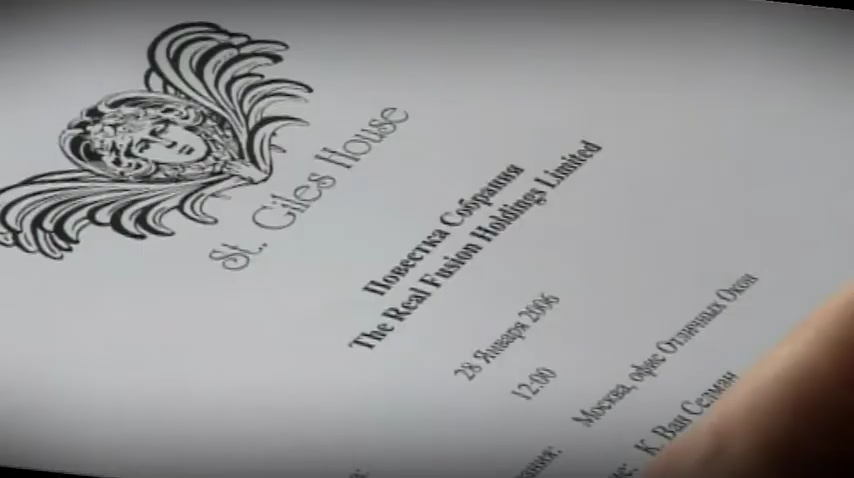 St. Giles House
Повестка Собрания
The Real Fusion Holdings Limited
28 Января 2006
12:00
Москва, офис Отличных Окон
К. Ван Селман